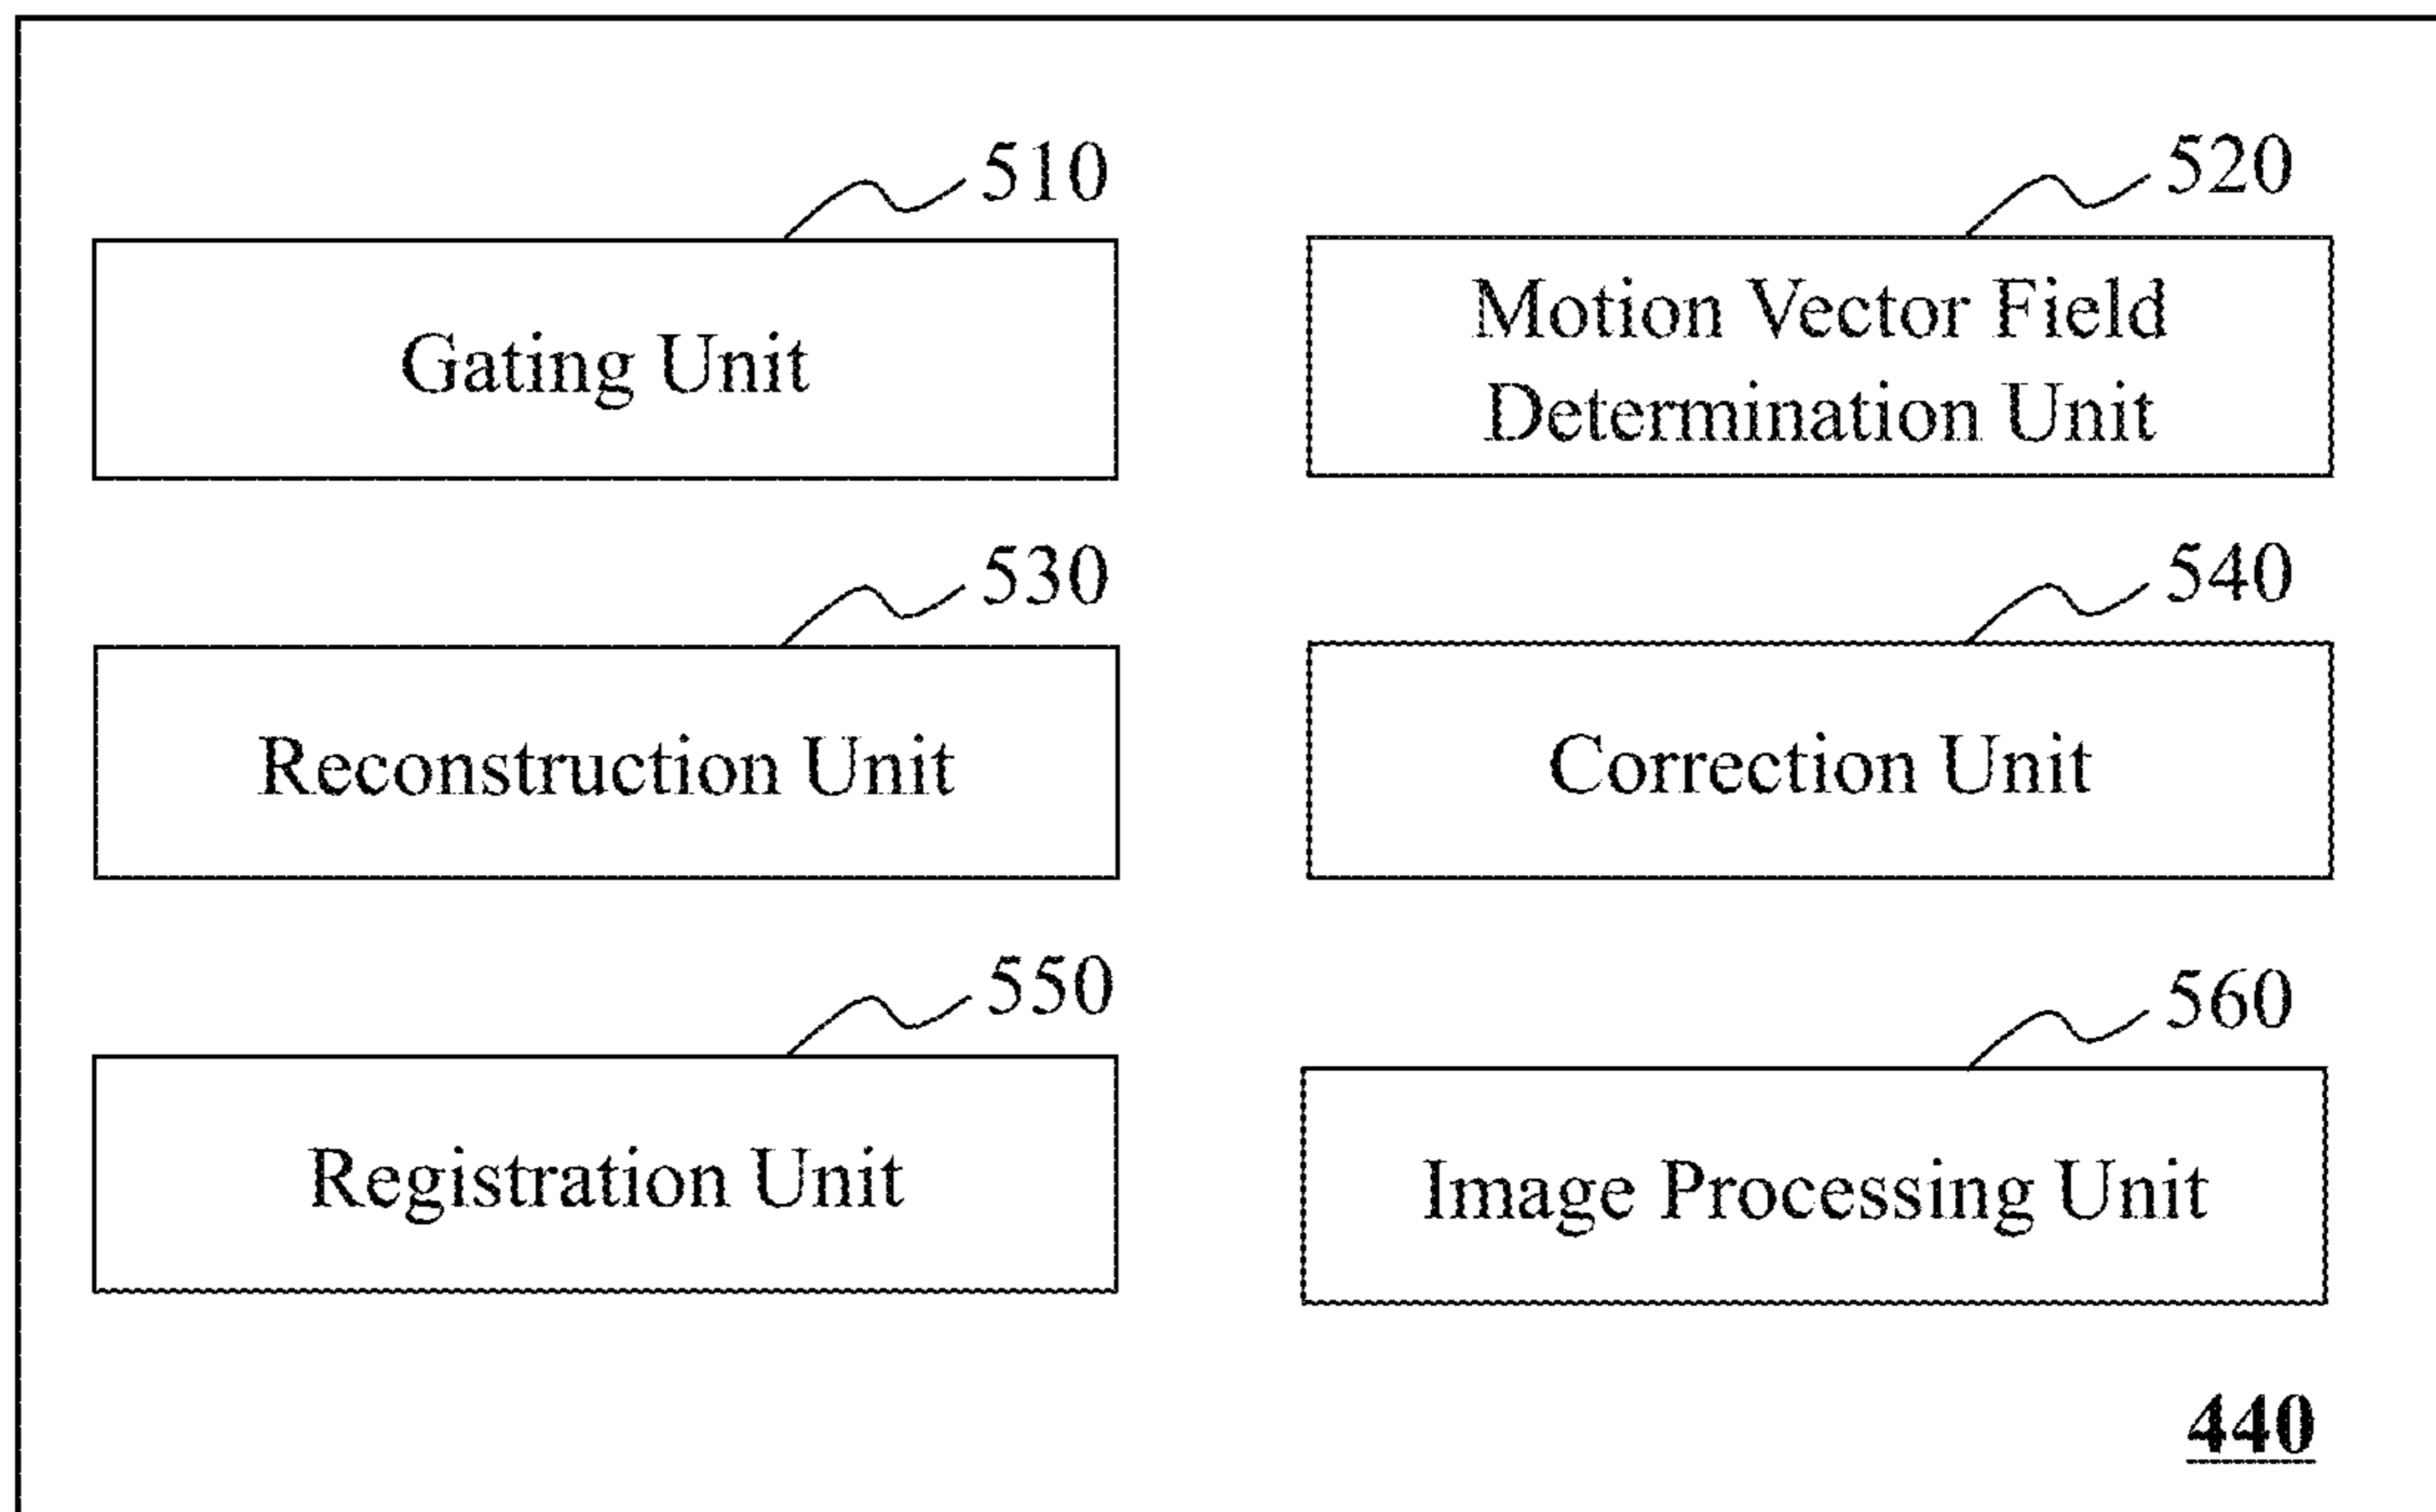 510
520
Gating Unit
Motion Vector Field
Determination Unit
530
540
Reconstruction Unit
Correction Unit
550
560
Registration Unit
Image Processing Unit
440